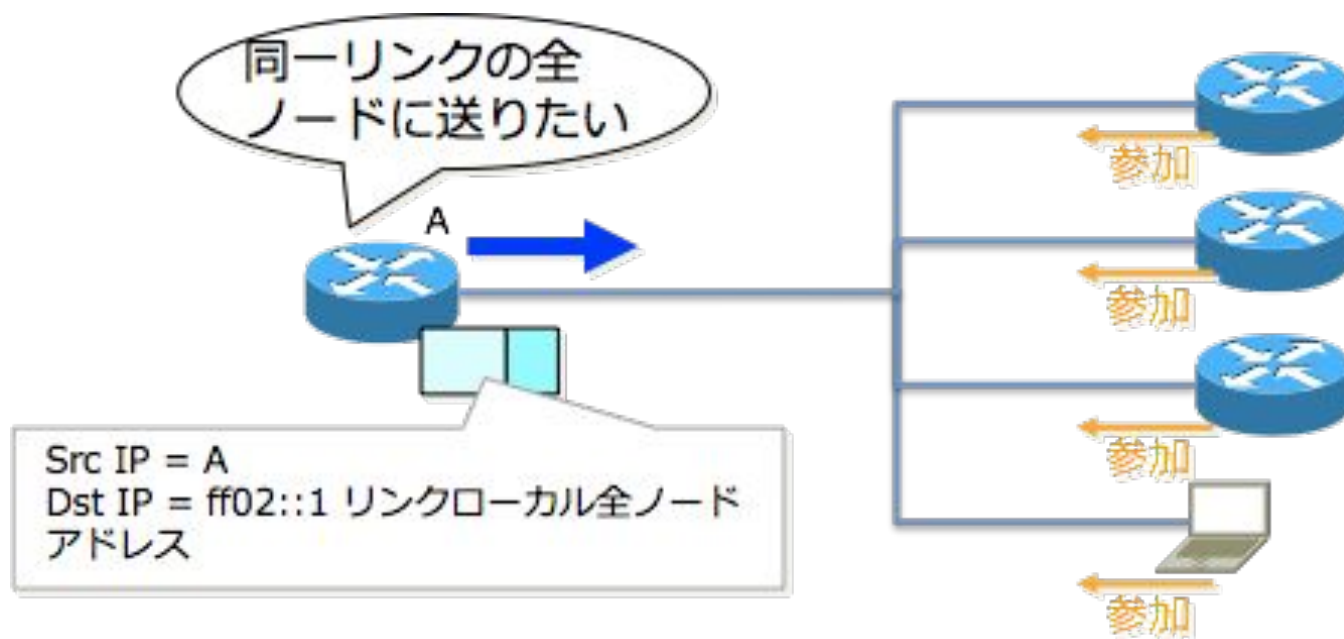 同一リンクの全
ノードに送りたい
A
Src IP = A
Dst IP = ff02::1 リンクローカル全ノード
アドレス
参加
参加
参加
参加